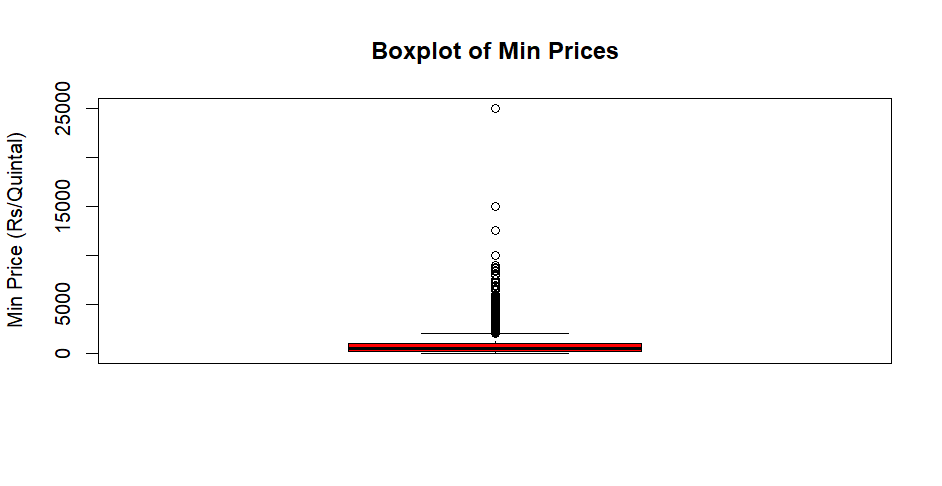 Boxplot of Min Prices
Min Price (Rs/Quintal)
25000
15000
5000
0